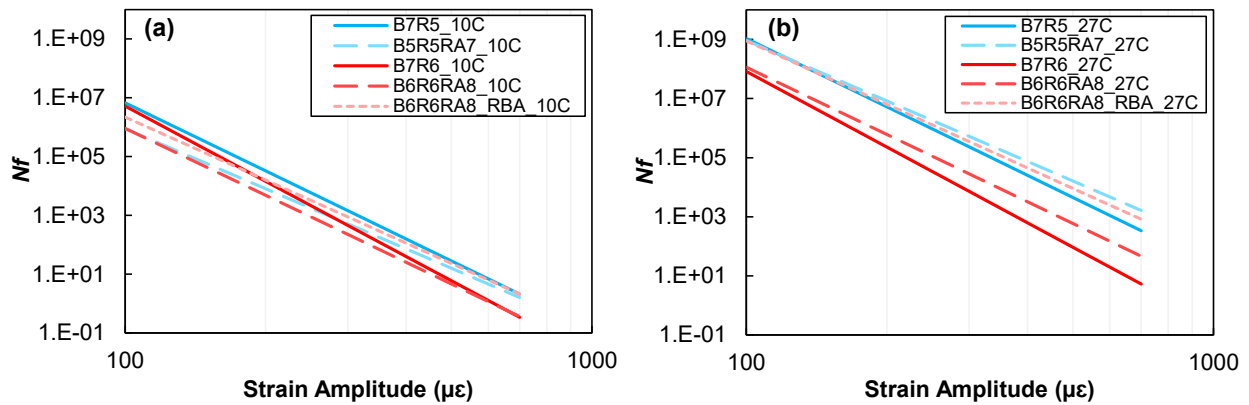 (a)
B7R5_10C
B5R5RA7_10C
B7R6_10C
B6R6RA8_10C
B6R6RA8_RBA_10C
1.E+09
1.E+07
1.E+05
1.E+03
1.E+01
1.E-01
Nf
100
1000
Strain Amplitude (με)
(b)
B7R5_27C
B5R5RA7_27C
B7R6_27C
B6R6RA8_27C
B6R6RA8_RBA_27C
1.E+09
1.E+07
1.E+05
1.E+03
1.E+01
1.E-01
Nf
100
1000
Strain Amplitude (με)